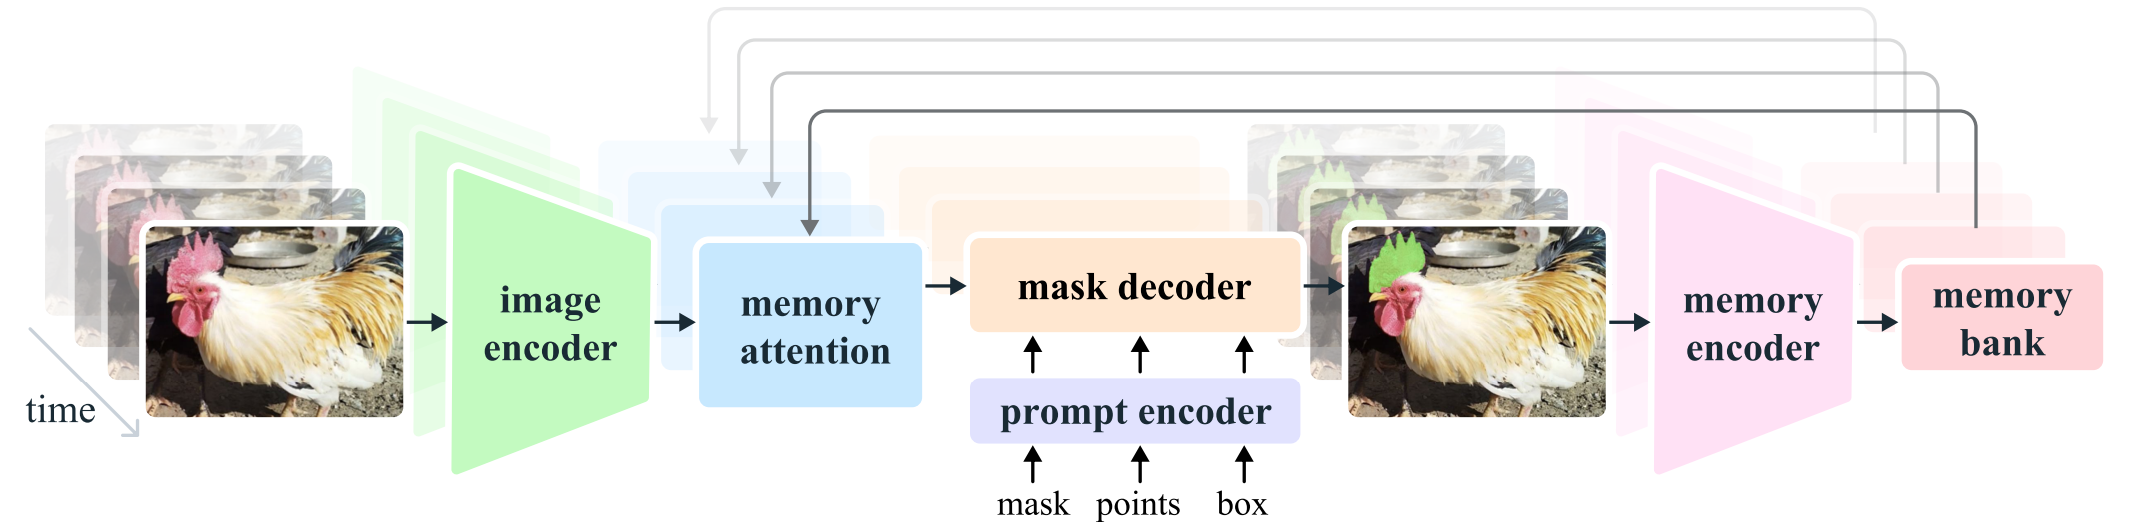 time
image
encoder
memory
attention
mask decoder
prompt encoder
mask points box
memory
encoder
memory
bank